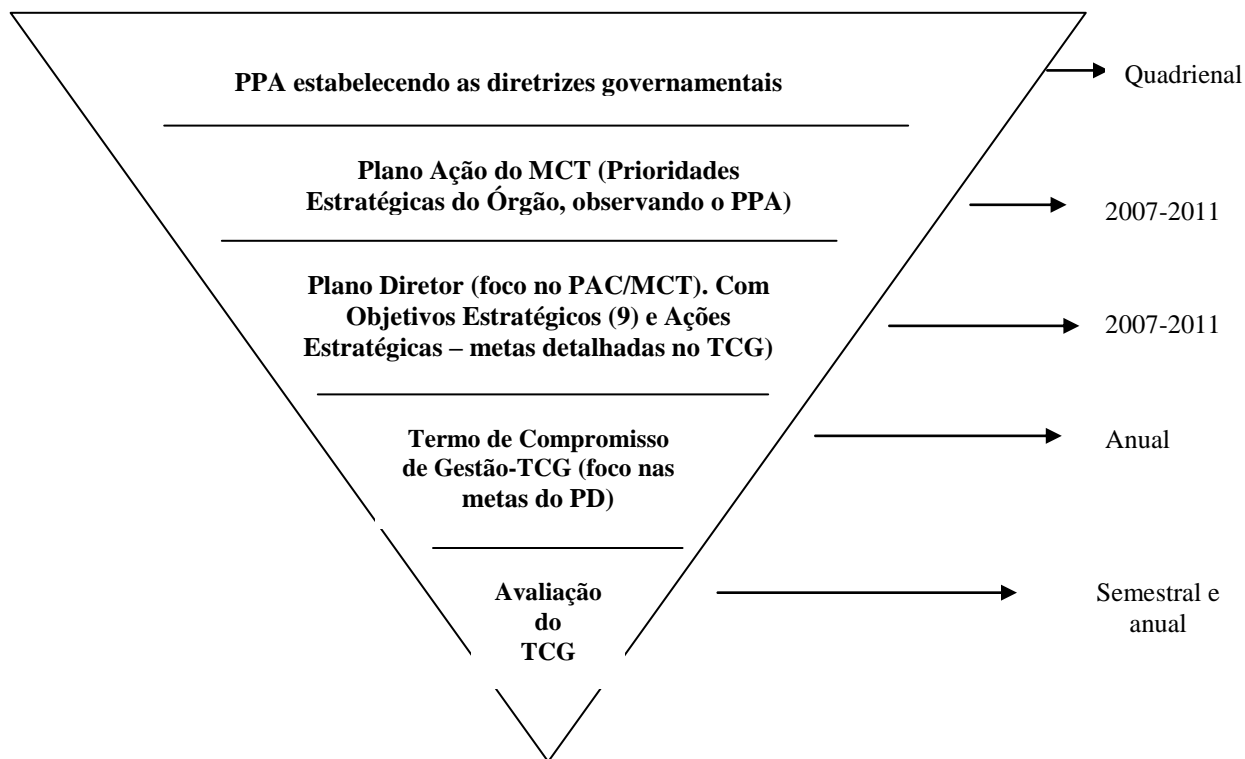 PPA estabelecendo as diretrizes governamentais
Quadrienal
Plano Ação do MCT (Prioridades
Estratégicas do Órgão, observando o PPA)
2007-2011
Plano Diretor (foco no PAC/MCT). Com
Objetivos Estratégicos (9) e Ações
Estratégicas – metas detalhadas no TCG)
2007-2011
Termo de Compromisso
de Gestão-TCG (foco nas
metas do PD)
Anual
Avaliação
do
TCG
Semestral e
anual